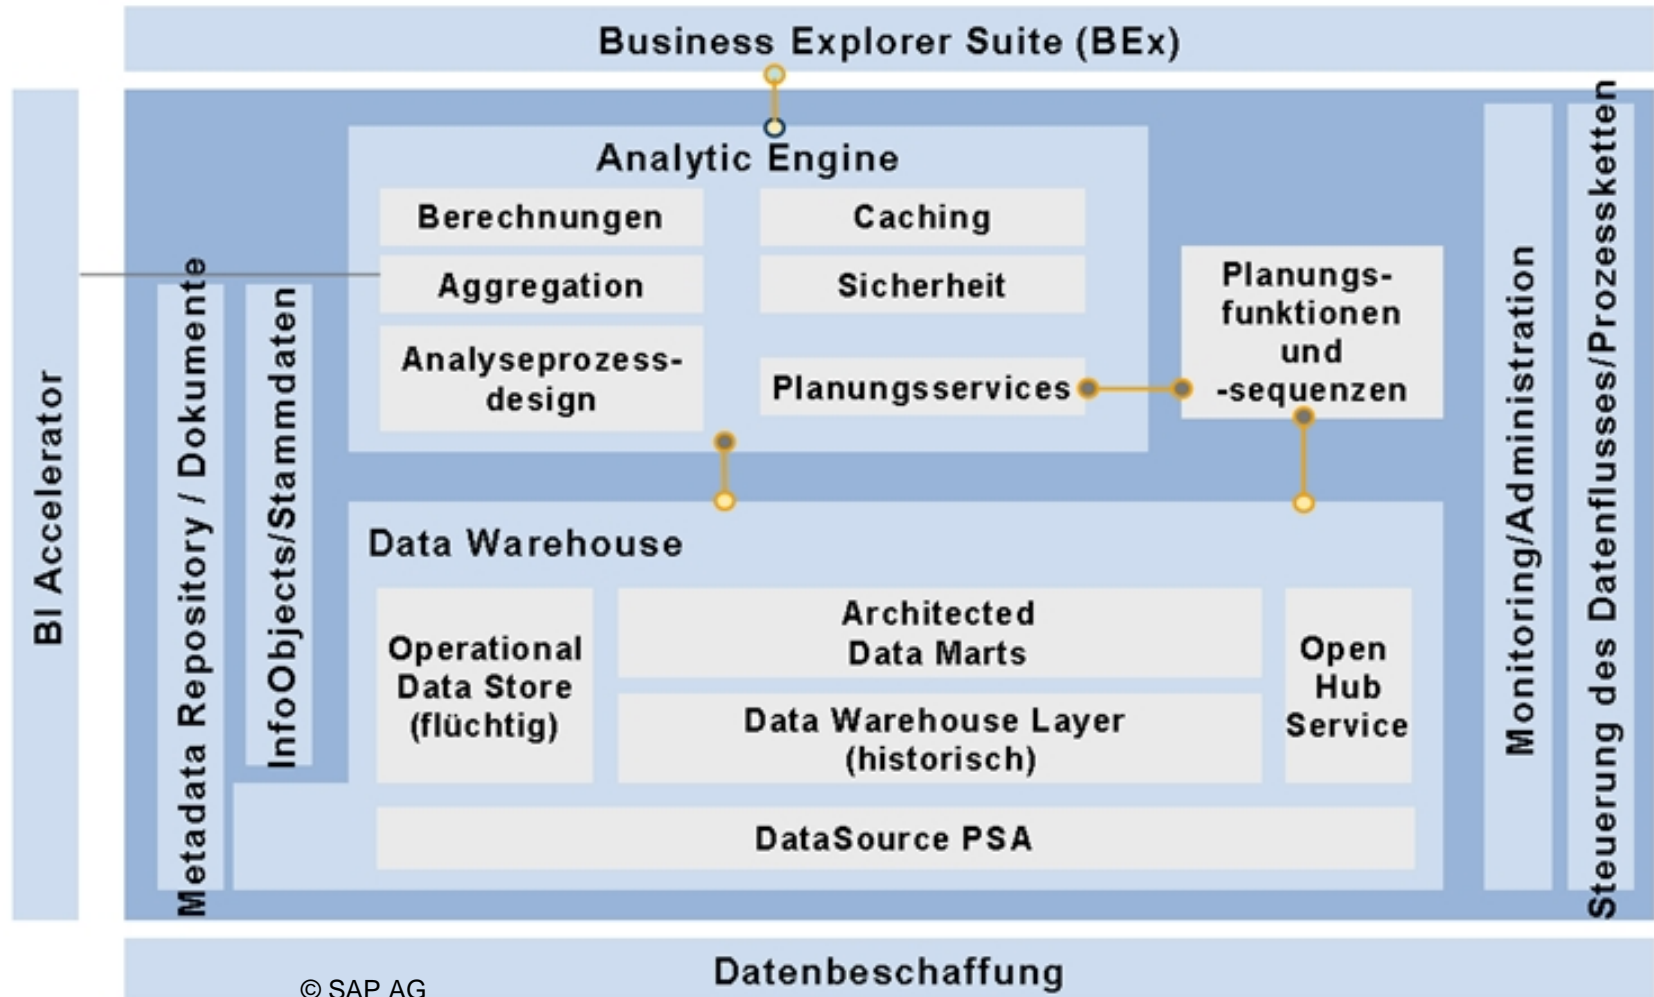 Business Explorer Suite (BEx)
BI Accelerator
Metadata Repository / Dokumente
InfoObjects/Stammdaten
Analytic Engine
Berechnungen
Caching
Aggregation
Sicherheit
Analyseprozess-
design
Planungsservices
Planungs-
funktionen
und
-sequenzen
Monitoring/Administration
Steuerung des Datenflusses/Prozessketten
Data Warehouse
Operational
Data Store
(flüchtig)
Architected
Data Marts
Data Warehouse Layer
(historisch)
Open
Hub
Service
DataSource PSA
Datenbeschaffung
© SAP AG